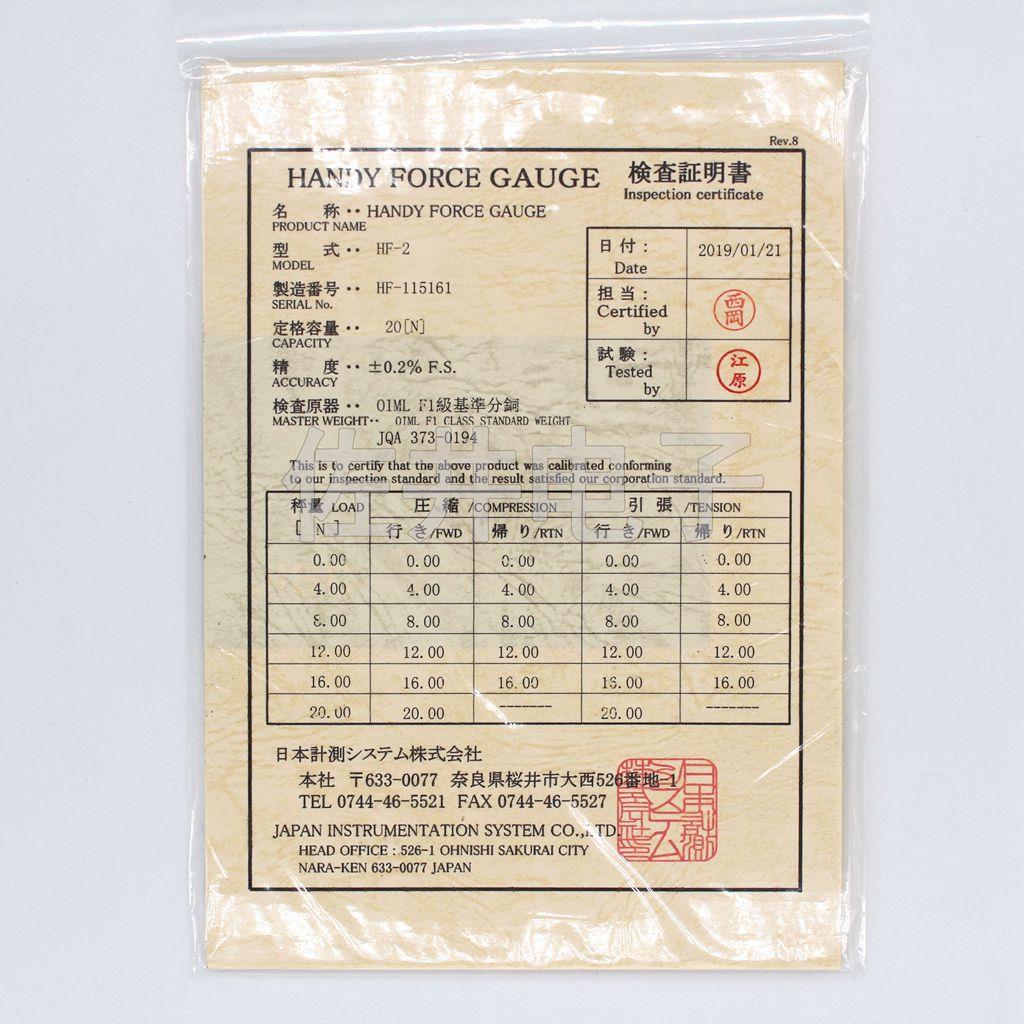 Rev.8
HANDY FORCE GAUGE 検査証明書
Inspection certificate
名 称‥HANDY FORCE GAUGE
PRODUCT NAME
型 式‥ HF-2
MODEL
製造番号‥ HF-115161
SERIAL No.
定格容量‥ 20[N]
CAPACITY
精 度‥±0.2% F.S.
ACCURACY
検査原器‥ OIML F1級基準分銅
MASTER WEIGHT‥ OIML F1 CLASS STANDARD WEIGHT
JQA 373-0194
日付: 2019/01/21
Date
担当: 西岡
Certified by
試験: 江原
Tested by
This is to certify that the above product was calibrated conforming
to our inspection standard and the result satisfied our corporation standard.
佐井电子
秤量 LOAD 圧 縮 /COMPRESSION 引 張 /TENSION
[N] 行き/FWD 帰り/RTN 行き/FWD 帰り/RTN
0.00 0.00 0.00 0.00 0.00
4.00 4.00 4.00 4.00 4.00
8.00 8.00 8.00 8.00 8.00
12.00 12.00 12.00 12.00 12.00
16.00 16.00 16.00 16.00 16.00
20.00 20.00 ------- 20.00 -------
日本計測システム株式会社
本社 〒633-0077 奈良県桜井市大西526番地-1
TEL 0744-46-5521 FAX 0744-46-5527
JAPAN INSTRUMENTATION SYSTEM CO.,LTD.
HEAD OFFICE : 526-1 OHNISHI SAKURAI CITY
NARA-KEN 633-0077 JAPAN